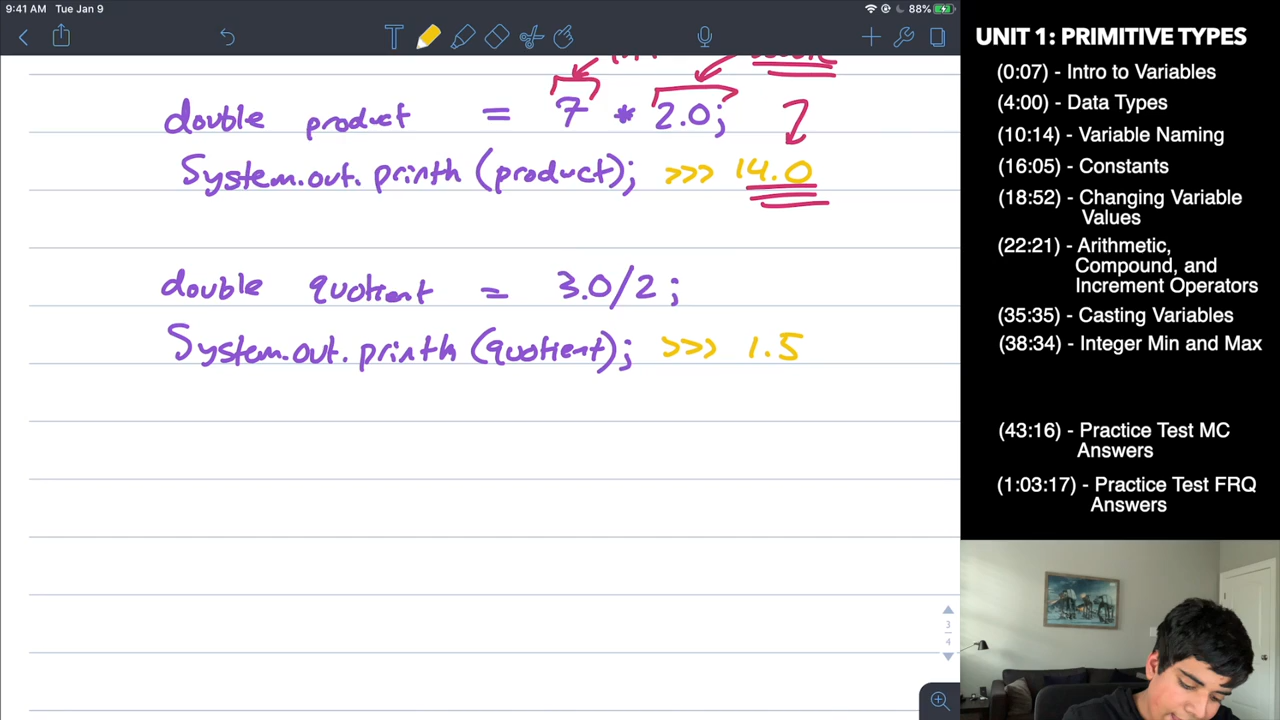 9:41 AM Tue Jan 9
88%
double product = 7 * 2.0;
System.out.println(product); >>> 14.0
double quotient = 3.0/2;
System.out.println(quotient); >>> 1.5
3
4
UNIT 1: PRIMITIVE TYPES
(0:07) - Intro to Variables
(4:00) - Data Types
(10:14) - Variable Naming
(16:05) - Constants
(18:52) - Changing Variable
Values
(22:21) - Arithmetic,
Compound, and
Increment Operators
(35:35) - Casting Variables
(38:34) - Integer Min and Max
(43:16) - Practice Test MC
Answers
(1:03:17) - Practice Test FRQ
Answers